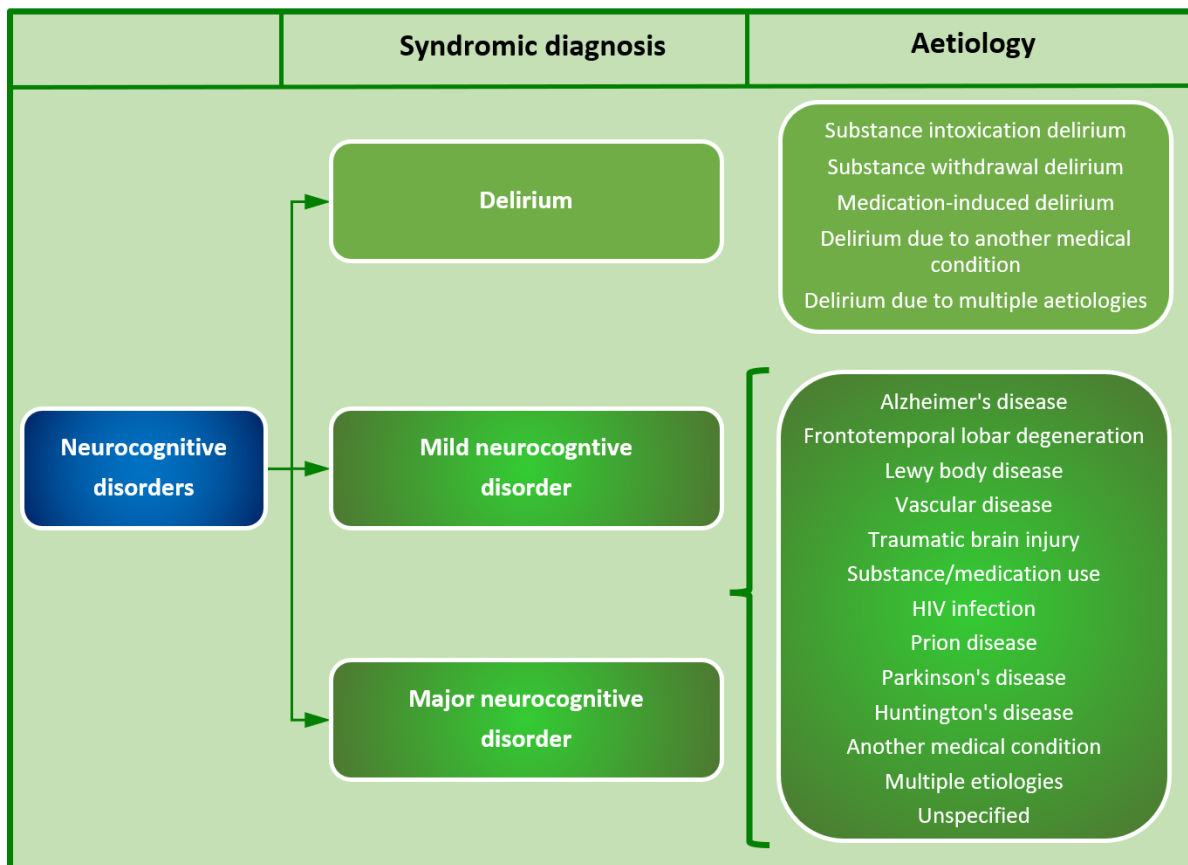 Syndromic diagnosis
Aetiology
Neurocognitive
disorders
Delirium
Substance intoxication delirium
Substance withdrawal delirium
Medication-induced delirium
Delirium due to another medical
condition
Delirium due to multiple aetiologies
Mild neurocogntive
disorder
Major neurocognitive
disorder
Alzheimer's disease
Frontotemporal lobar degeneration
Lewy body disease
Vascular disease
Traumatic brain injury
Substance/medication use
HIV infection
Prion disease
Parkinson's disease
Huntington's disease
Another medical condition
Multiple etiologies
Unspecified